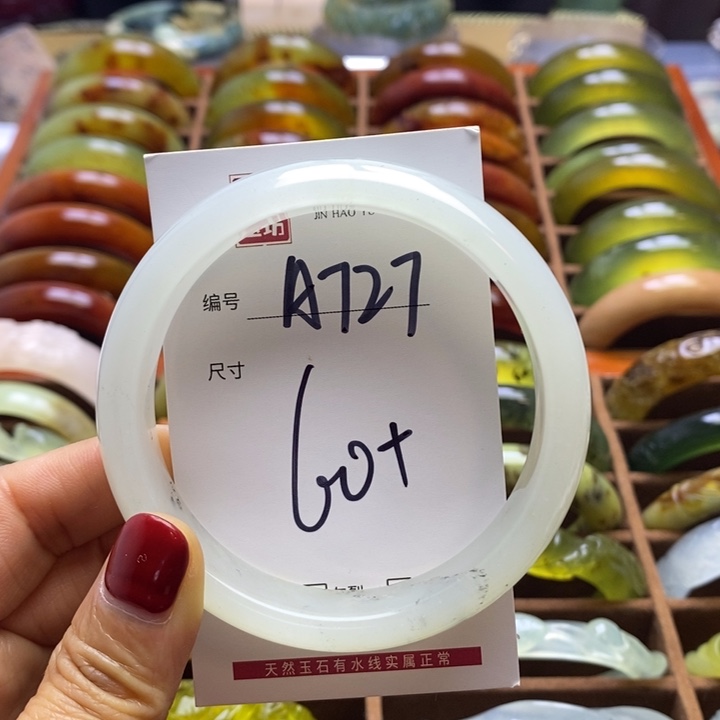 JIN HAO YU
编号 A727
尺寸 60+
天然玉石有水线实属正常